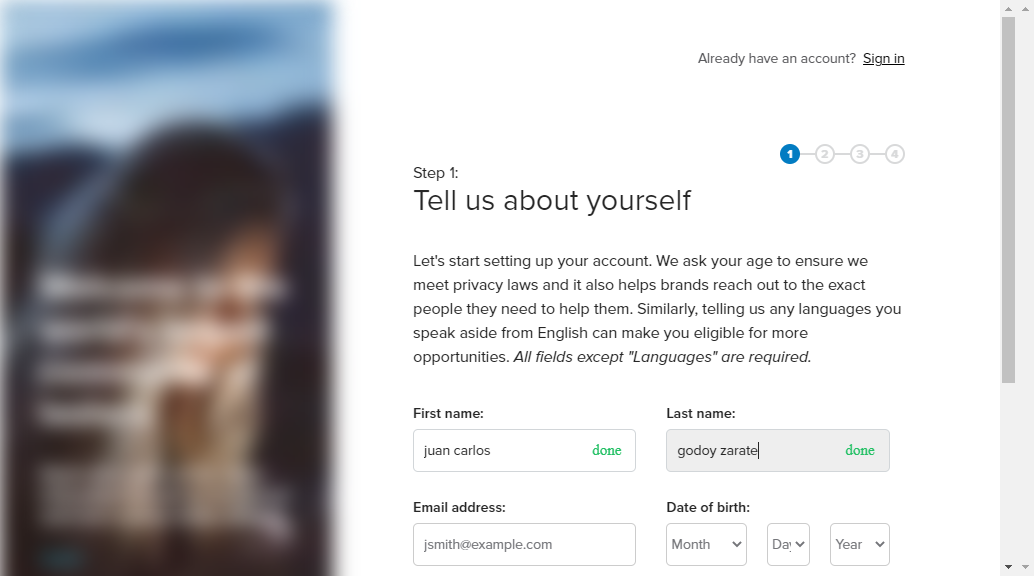 Already have an account? Sign in
1 2 3 4
Step 1:
Tell us about yourself
Let's start setting up your account. We ask your age to ensure we
meet privacy laws and it also helps brands reach out to the exact
people they need to help them. Similarly, telling us any languages you
speak aside from English can make you eligible for more
opportunities. All fields except "Languages" are required.
First name: Last name:
juan carlos done godoy zarate done
Email address: Date of birth:
jsmith@example.com Month Day Year